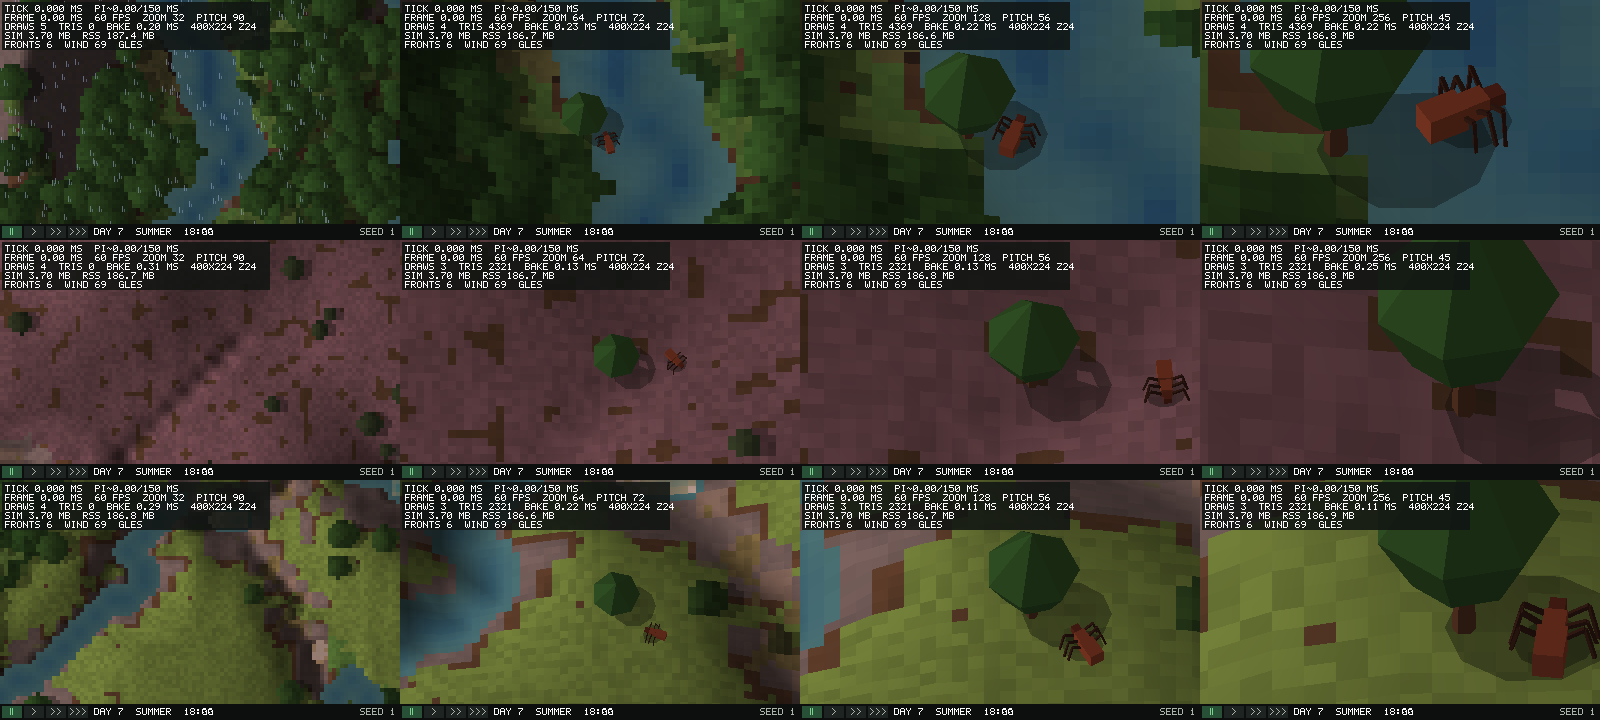 TICK 0.000 MS PI~0.00/150 MS
FRAME 0.00 MS 60 FPS ZOOM 32 PITCH 90
DRAWS 5 TRIS 0 BAKE 0.20 MS 400X224 Z24
SIM 3.70 MB RSS 187.4 MB
FRONTS 6 WIND 69 GLES
TICK 0.000 MS PI~0.00/150 MS
FRAME 0.00 MS 60 FPS ZOOM 64 PITCH 72
DRAWS 4 TRIS 4369 BAKE 0.23 MS 400X224 Z24
SIM 3.70 MB RSS 186.7 MB
FRONTS 6 WIND 69 GLES
TICK 0.000 MS PI~0.00/150 MS
FRAME 0.00 MS 60 FPS ZOOM 128 PITCH 56
DRAWS 4 TRIS 4369 BAKE 0.22 MS 400X224 Z24
SIM 3.70 MB RSS 186.6 MB
FRONTS 6 WIND 69 GLES
TICK 0.000 MS PI~0.00/150 MS
FRAME 0.00 MS 60 FPS ZOOM 256 PITCH 45
DRAWS 4 TRIS 4369 BAKE 0.22 MS 400X224 Z24
SIM 3.70 MB RSS 186.8 MB
FRONTS 6 WIND 69 GLES
II > >> >>> DAY 7 SUMMER 18:00 SEED 1
II > >> >>> DAY 7 SUMMER 18:00 SEED 1
II > >> >>> DAY 7 SUMMER 18:00 SEED 1
II > >> >>> DAY 7 SUMMER 18:00 SEED 1
TICK 0.000 MS PI~0.00/150 MS
FRAME 0.00 MS 60 FPS ZOOM 32 PITCH 90
DRAWS 4 TRIS 0 BAKE 0.31 MS 400X224 Z24
SIM 3.70 MB RSS 186.7 MB
FRONTS 6 WIND 69 GLES
TICK 0.000 MS PI~0.00/150 MS
FRAME 0.00 MS 60 FPS ZOOM 64 PITCH 72
DRAWS 3 TRIS 2321 BAKE 0.13 MS 400X224 Z24
SIM 3.70 MB RSS 186.7 MB
FRONTS 6 WIND 69 GLES
TICK 0.000 MS PI~0.00/150 MS
FRAME 0.00 MS 60 FPS ZOOM 128 PITCH 56
DRAWS 3 TRIS 2321 BAKE 0.13 MS 400X224 Z24
SIM 3.70 MB RSS 186.8 MB
FRONTS 6 WIND 69 GLES
TICK 0.000 MS PI~0.00/150 MS
FRAME 0.00 MS 60 FPS ZOOM 256 PITCH 45
DRAWS 3 TRIS 2321 BAKE 0.25 MS 400X224 Z24
SIM 3.70 MB RSS 186.8 MB
FRONTS 6 WIND 69 GLES
II > >> >>> DAY 7 SUMMER 18:00 SEED 1
II > >> >>> DAY 7 SUMMER 18:00 SEED 1
II > >> >>> DAY 7 SUMMER 18:00 SEED 1
II > >> >>> DAY 7 SUMMER 18:00 SEED 1
TICK 0.000 MS PI~0.00/150 MS
FRAME 0.00 MS 60 FPS ZOOM 32 PITCH 90
DRAWS 4 TRIS 0 BAKE 0.29 MS 400X224 Z24
SIM 3.70 MB RSS 186.8 MB
FRONTS 6 WIND 69 GLES
TICK 0.000 MS PI~0.00/150 MS
FRAME 0.00 MS 60 FPS ZOOM 64 PITCH 72
DRAWS 3 TRIS 2321 BAKE 0.22 MS 400X224 Z24
SIM 3.70 MB RSS 186.6 MB
FRONTS 6 WIND 69 GLES
TICK 0.000 MS PI~0.00/150 MS
FRAME 0.00 MS 60 FPS ZOOM 128 PITCH 56
DRAWS 3 TRIS 2321 BAKE 0.11 MS 400X224 Z24
SIM 3.70 MB RSS 186.7 MB
FRONTS 6 WIND 69 GLES
TICK 0.000 MS PI~0.00/150 MS
FRAME 0.00 MS 60 FPS ZOOM 256 PITCH 45
DRAWS 3 TRIS 2321 BAKE 0.11 MS 400X224 Z24
SIM 3.70 MB RSS 186.9 MB
FRONTS 6 WIND 69 GLES
II > >> >>> DAY 7 SUMMER 18:00 SEED 1
II > >> >>> DAY 7 SUMMER 18:00 SEED 1
II > >> >>> DAY 7 SUMMER 18:00 SEED 1
II > >> >>> DAY 7 SUMMER 18:00 SEED 1